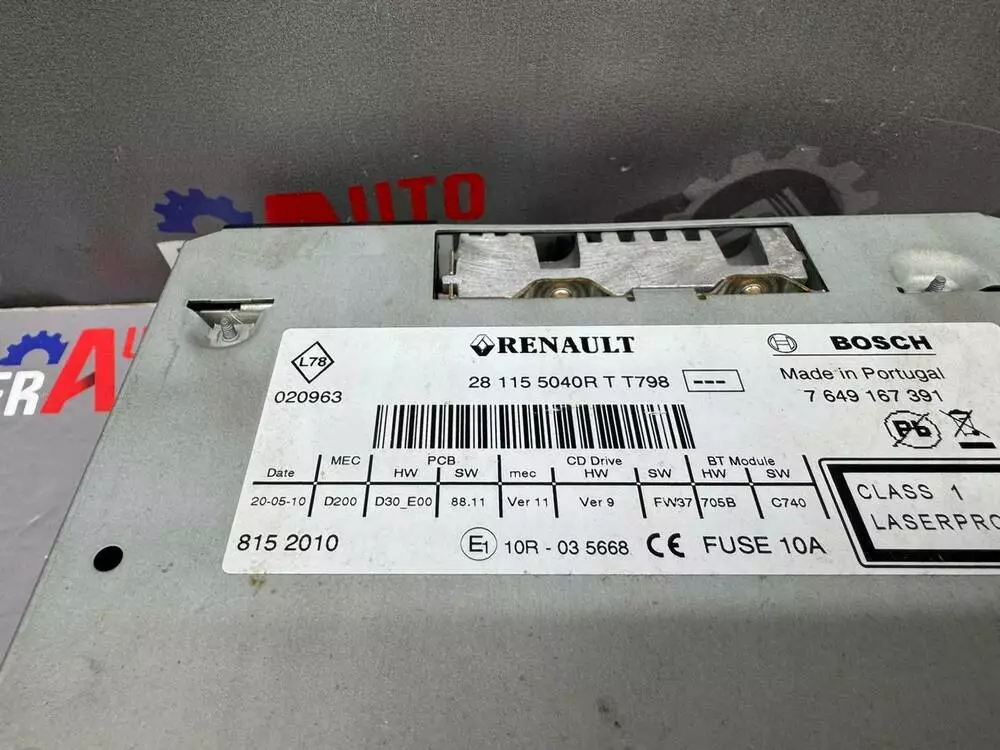 AUTO
L78
020963
RENAULT
28 115 5040R T T798 ---
BOSCH
Made in Portugal
7 649 167 391
Pb
MEC PCB CD Drive BT Module
Date HW SW mec HW SW HW SW
20-05-10 D200 D30_E00 88.11 Ver 11 Ver 9 FW37 705B C740
815 2010
E1 10R - 03 5668 CE FUSE 10A
CLASS 1
LASERPRO